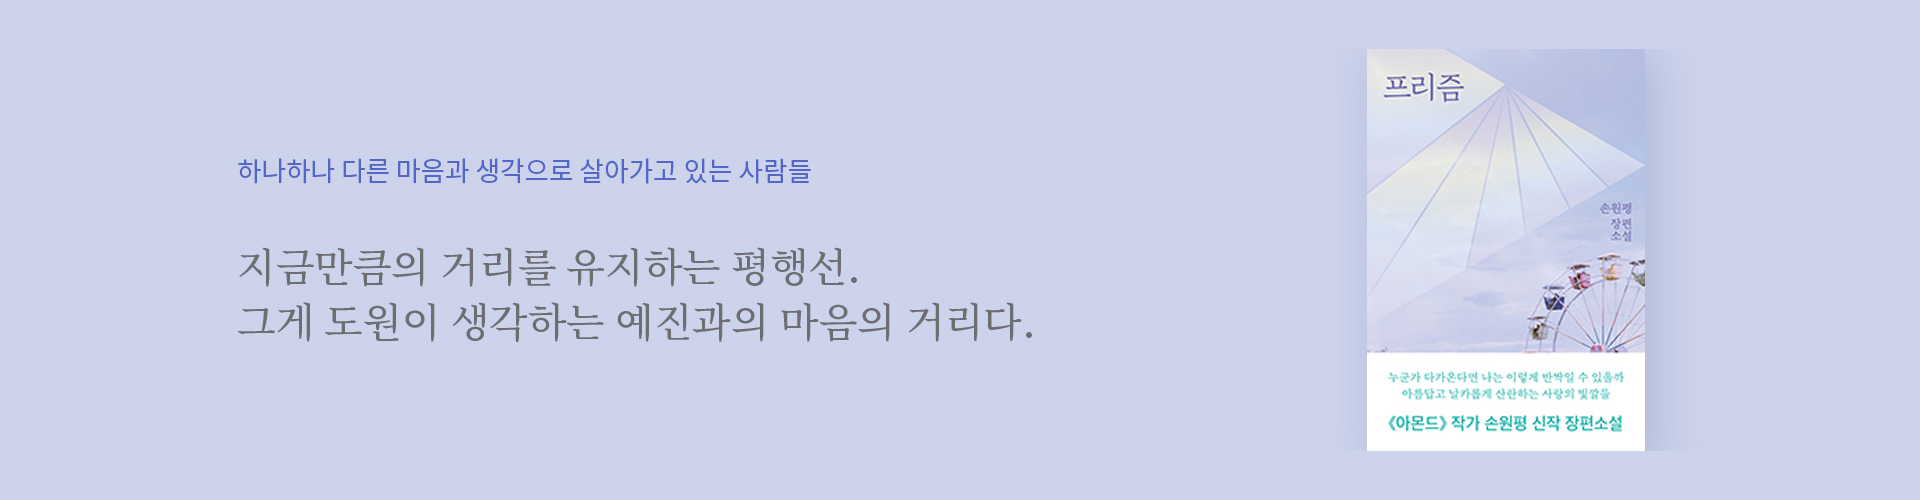 하나하나 다른 마음과 생각으로 살아가고 있는 사람들
지금만큼의 거리를 유지하는 평행선.
그게 도원이 생각하는 예진과의 마음의 거리다.
프리즘
손원평
장편
소설
누군가 다가온다면 나는 이렇게 반짝일 수 있을까
아름답고 날카롭게 산란하는 사랑의 빛깔들
《아몬드》 작가 손원평 신작 장편소설